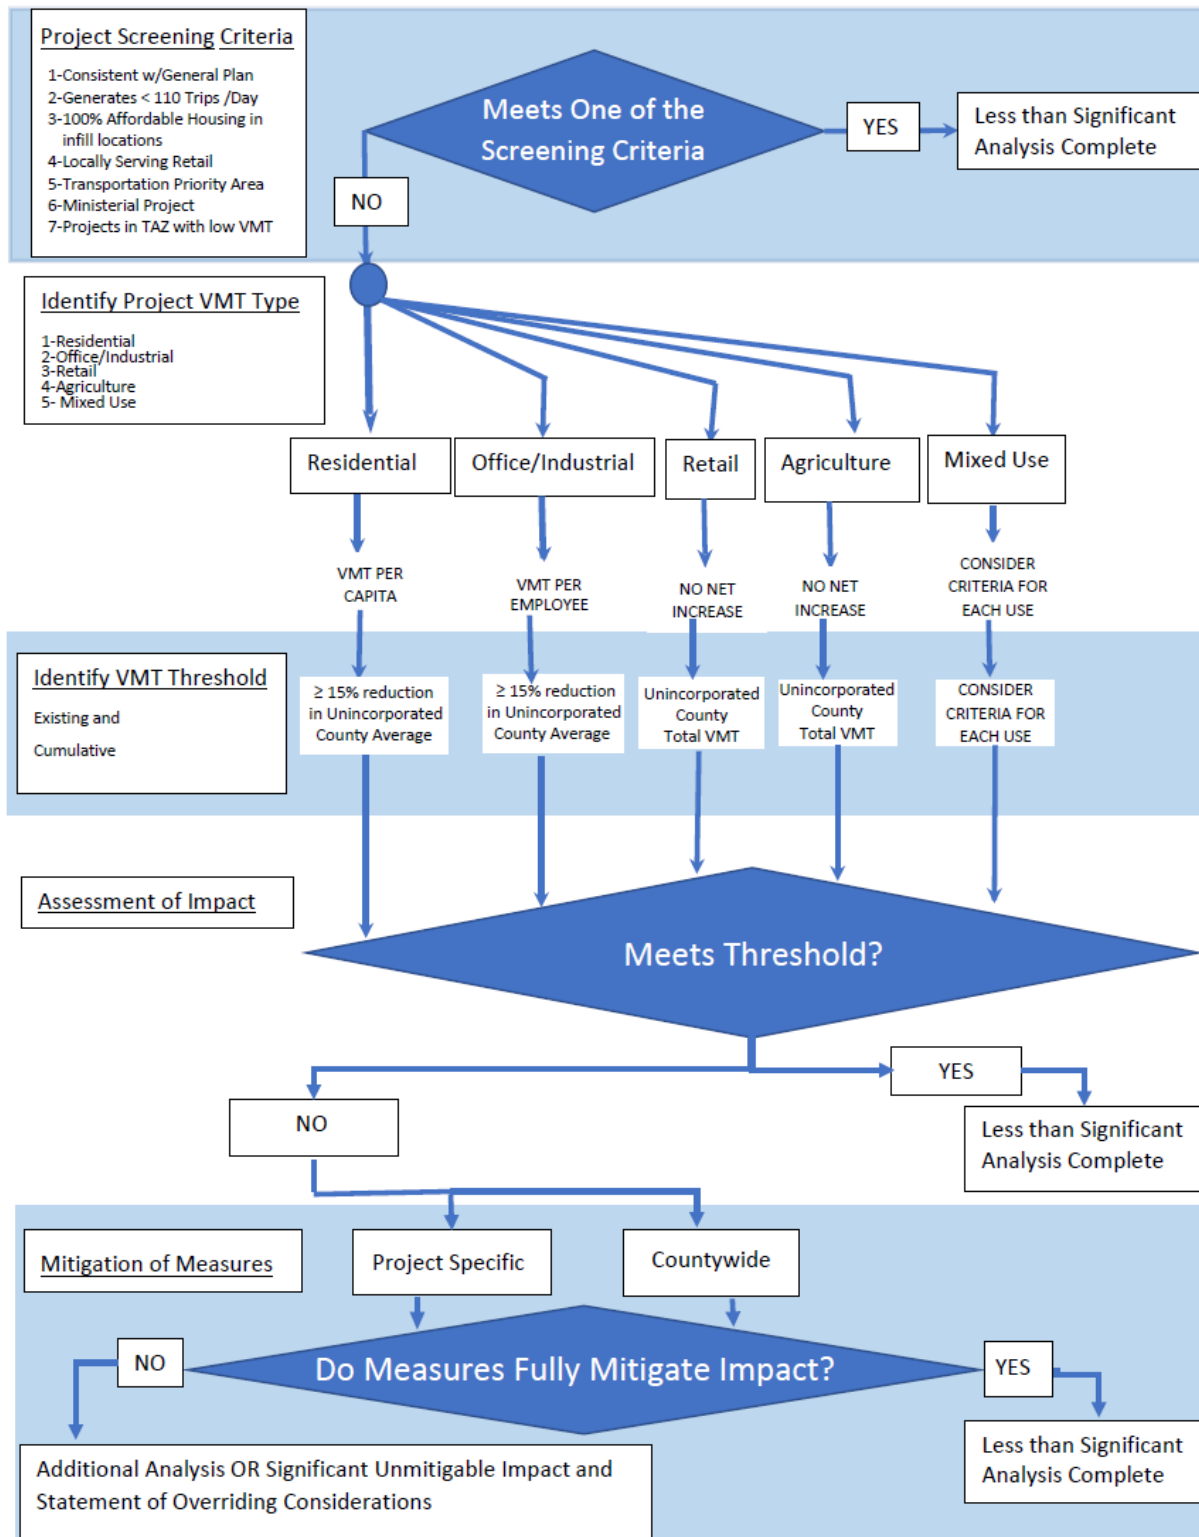 Project Screening Criteria
1-Consistent w/General Plan
2-Generates < 110 Trips /Day
3-100% Affordable Housing in
infill locations
4-Locally Serving Retail
5-Transportation Priority Area
6-Ministerial Project
7-Projects in TAZ with low VMT
Meets One of the
Screening Criteria
YES
Less than Significant
Analysis Complete
NO
Identify Project VMT Type
1-Residential
2-Office/Industrial
3-Retail
4-Agriculture
5- Mixed Use
Residential
Office/Industrial
Retail
Agriculture
Mixed Use
VMT PER
CAPITA
VMT PER
EMPLOYEE
NO NET
INCREASE
NO NET
INCREASE
CONSIDER
CRITERIA FOR
EACH USE
Identify VMT Threshold
Existing and
Cumulative
≥ 15% reduction
in Unincorporated
County Average
≥ 15% reduction
in Unincorporated
County Average
Unincorporated
County
Total VMT
Unincorporated
County
Total VMT
CONSIDER
CRITERIA FOR
EACH USE
Assessment of Impact
Meets Threshold?
YES
NO
Less than Significant
Analysis Complete
Mitigation of Measures
Project Specific
Countywide
Do Measures Fully Mitigate Impact?
NO
YES
Less than Significant
Analysis Complete
Additional Analysis OR Significant Unmitigable Impact and
Statement of Overriding Considerations